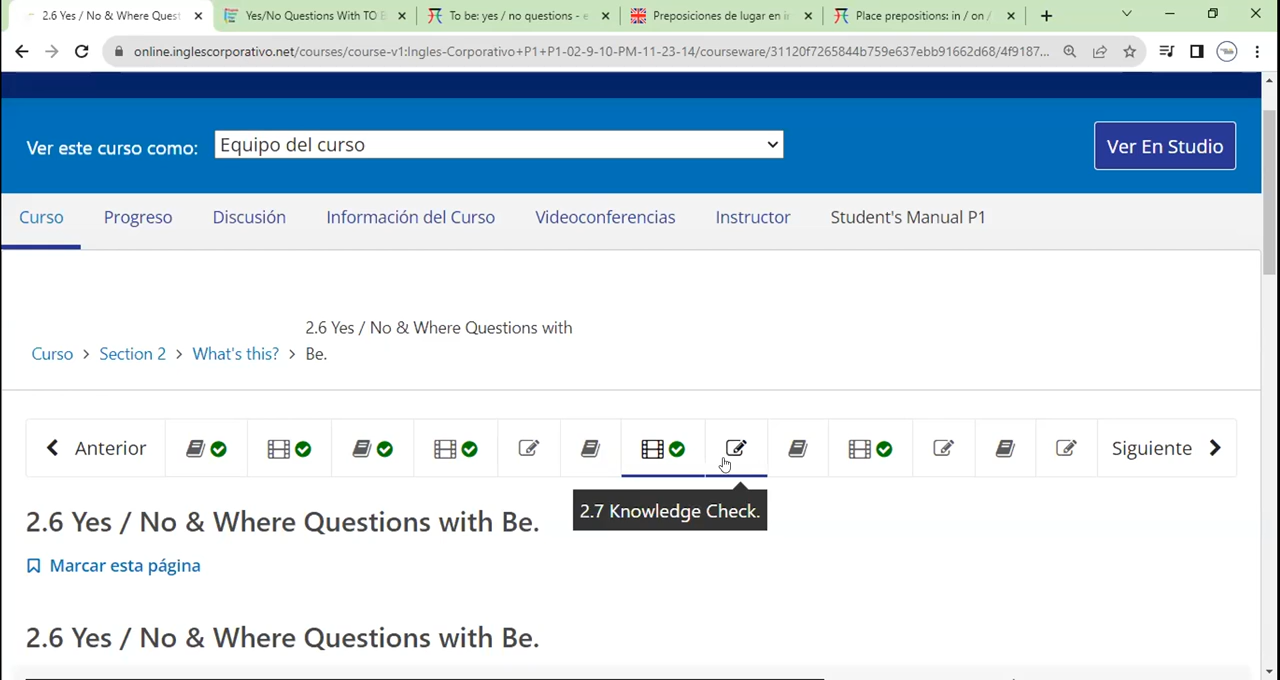 2.6 Yes / No & Where Quest
Yes/No Questions With TO B
To be: yes / no questions - e
Preposiciones de lugar en i
Place prepositions: in / on /
online.inglescorporativo.net/courses/course-v1:Ingles-Corporativo+P1+P1-02-9-10-PM-11-23-14/courseware/31120f7265844b759e637ebb91662d68/4f9187...
Ver este curso como:
Equipo del curso
Ver En Studio
Curso
Progreso
Discusión
Información del Curso
Videoconferencias
Instructor
Student's Manual P1
2.6 Yes / No & Where Questions with
Curso > Section 2 > What's this? > Be.
Anterior
Siguiente
2.7 Knowledge Check.
2.6 Yes / No & Where Questions with Be.
Marcar esta página
2.6 Yes / No & Where Questions with Be.